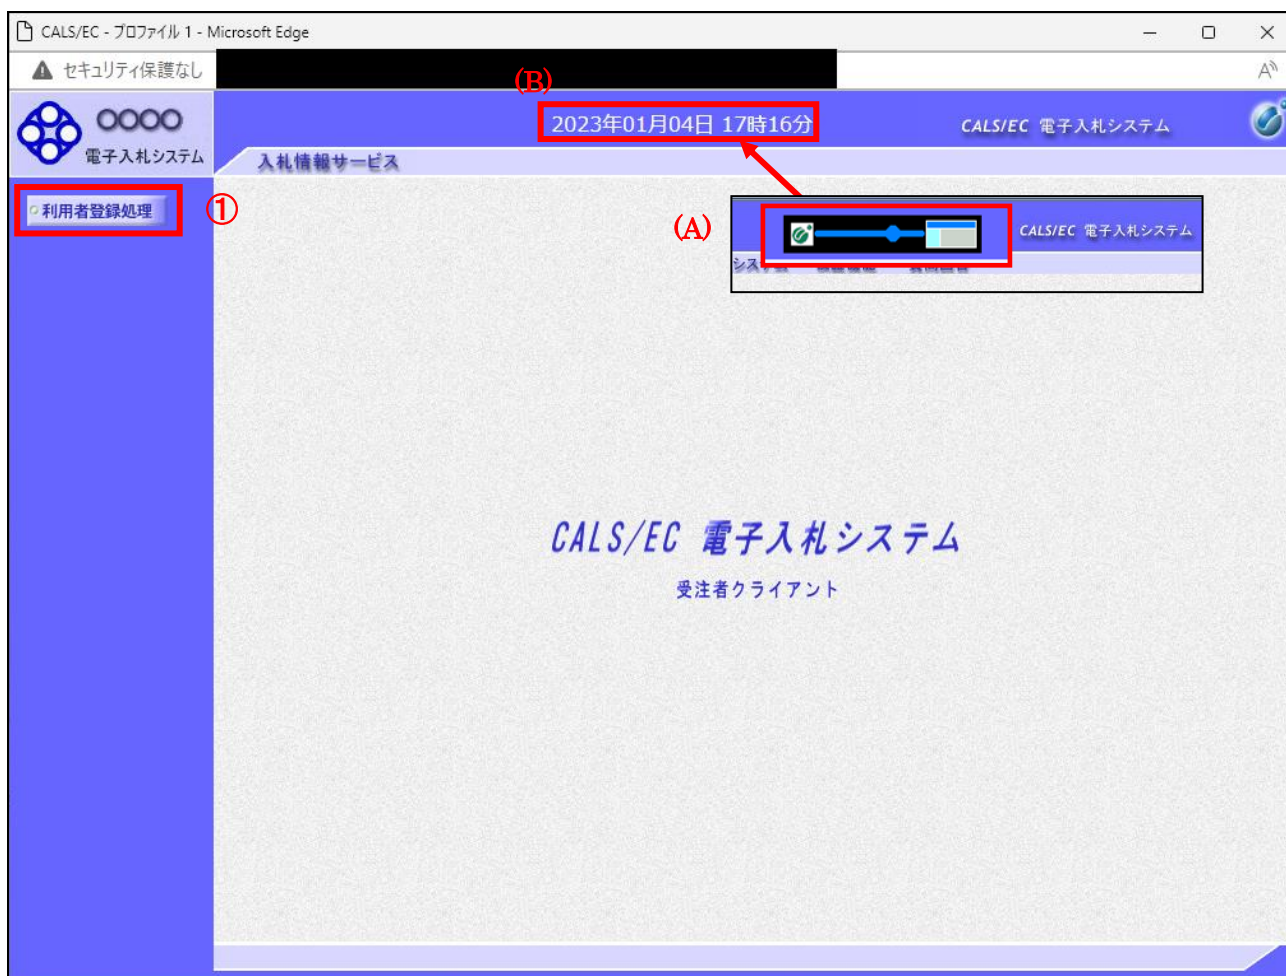 CALS/EC - プロファイル 1 - Microsoft Edge
セキュリティ保護なし
(B)
○○○○
電子入札システム
2023年01月04日 17時16分
CALS/EC 電子入札システム
入札情報サービス
利用者登録処理
①
(A)
CALS/EC 電子入札システム
CALS/EC 電子入札システム
受注者クライアント